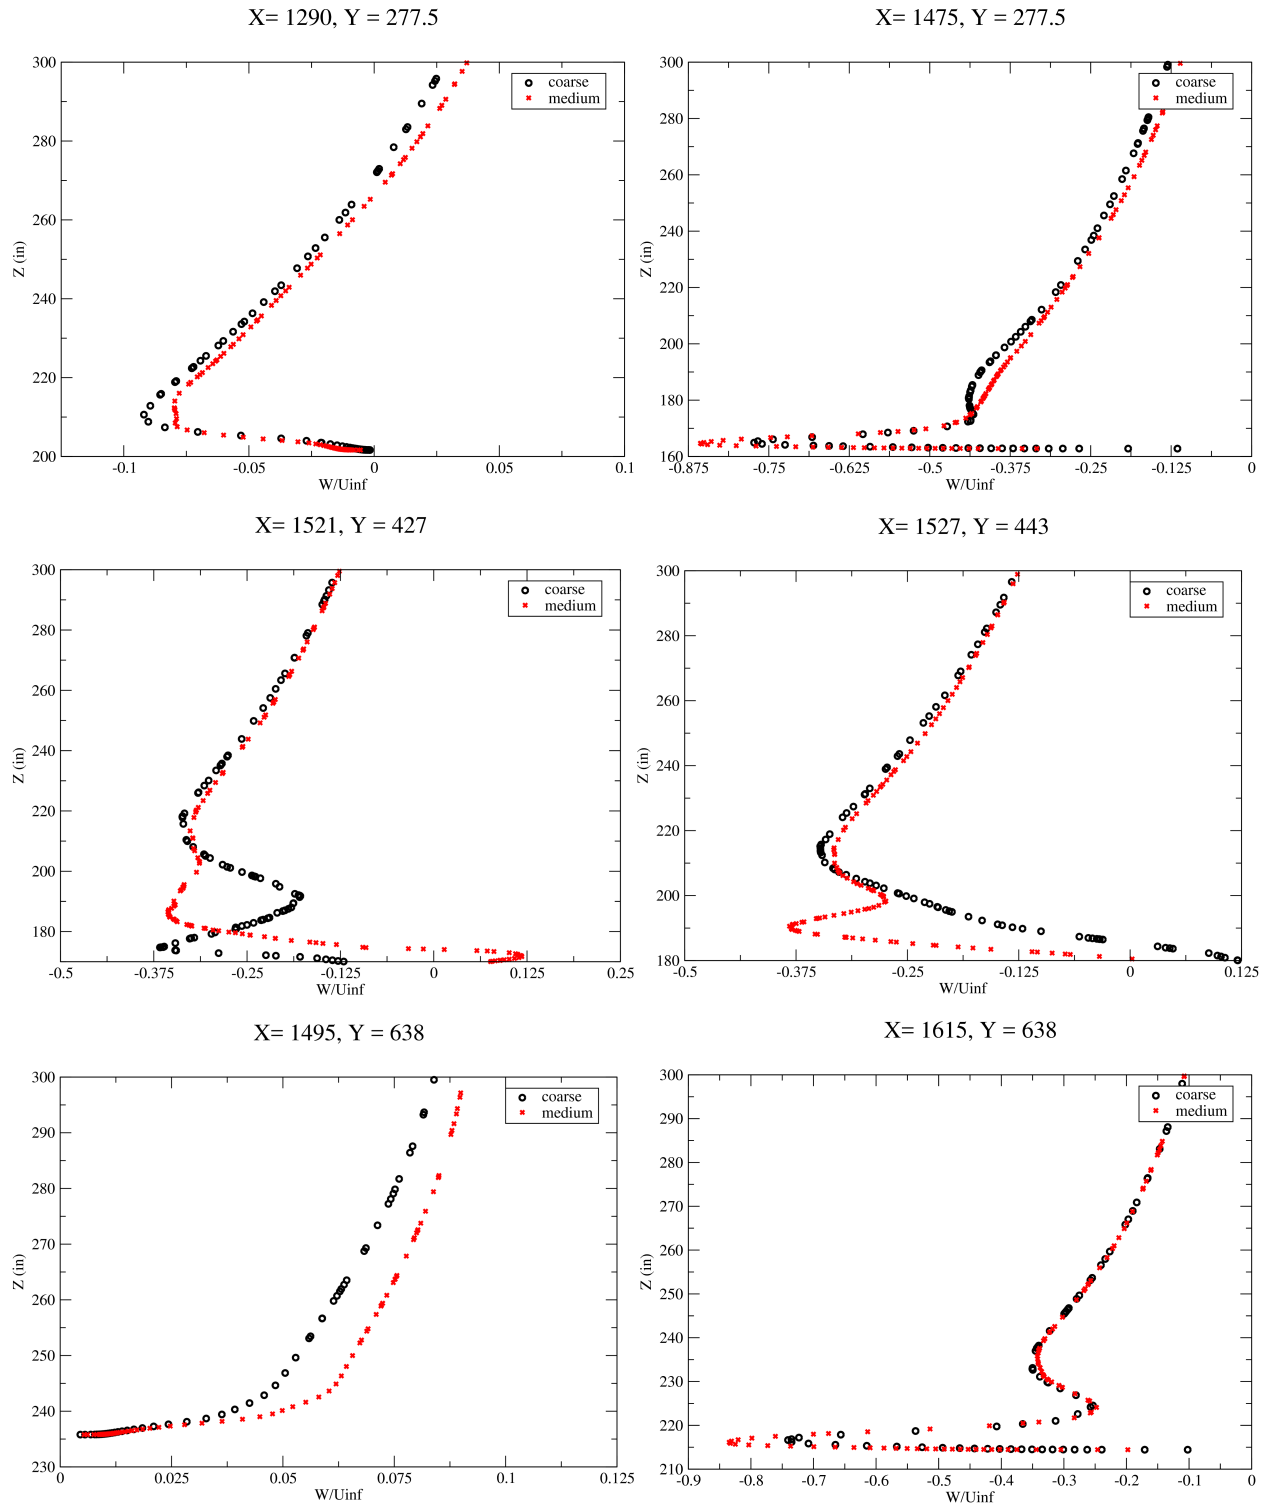 X= 1290, Y = 277.5
300
280
260
240
220
200
Z (in)
coarse
medium
-0.1
-0.05
0
0.05
0.1
W/Uinf
X= 1475, Y = 277.5
300
280
260
240
220
200
180
160
Z (in)
coarse
medium
-0.875
-0.75
-0.625
-0.5
-0.375
-0.25
-0.125
0
W/Uinf
X= 1521, Y = 427
300
280
260
240
220
200
180
Z (in)
coarse
medium
-0.5
-0.375
-0.25
-0.125
0
0.125
0.25
W/Uinf
X= 1527, Y = 443
300
280
260
240
220
200
180
Z (in)
coarse
medium
-0.5
-0.375
-0.25
-0.125
0
0.125
W/Uinf
X= 1495, Y = 638
300
290
280
270
260
250
240
230
Z (in)
coarse
medium
0
0.025
0.05
0.075
0.1
0.125
W/Uinf
X= 1615, Y = 638
300
290
280
270
260
250
240
230
220
210
Z (in)
coarse
medium
-0.9
-0.8
-0.7
-0.6
-0.5
-0.4
-0.3
-0.2
-0.1
0
W/Uinf